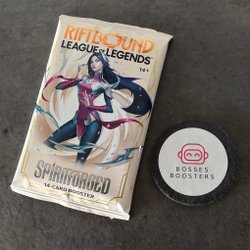 RIFTBOUND
LEAGUE OF LEGENDS
14+
SPIRITFORGED
14-CARD BOOSTER
BOSSES
BOOSTERS